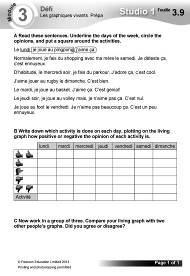 Module
3
Défi
Les graphiques vivants. Prépa
Studio 1
Feuille
3.9
A Read these sentences. Underline the days of the week, circle the
opinions, and put a square around the activities.
Le lundi, je joue au pingpong. J'aime ça.
Normalement, je fais du shopping avec ma mère le samedi. Je déteste ça,
c'est ennuyeux.
D'habitude, le mercredi soir, je fais du parkour. J'adore ça, c'est cool.
J'aime jouer au rugby le dimanche. C'est bien.
Le mardi, je joue au basket. J'aime ça. C'est génial!
Le jeudi soir, je joue au volley mais, je n'aime pas ça. C'est nul.
Je joue au foot le vendredi. Je n'aime pas beaucoup ça. C'est un peu
ennuyeux.
B Write down which activity is done on each day, plotting on the living
graph how positive or negative the opinion of each activity is.
lundi mardi mercredi jeudi vendredi samedi dimanche
Activité
C Now work in a group of three. Compare your living graph with two
other people's graphs. Did you agree or disagree?
© Pearson Education Limited 2013
Printing and photocopying permitted
Page 1 of 1